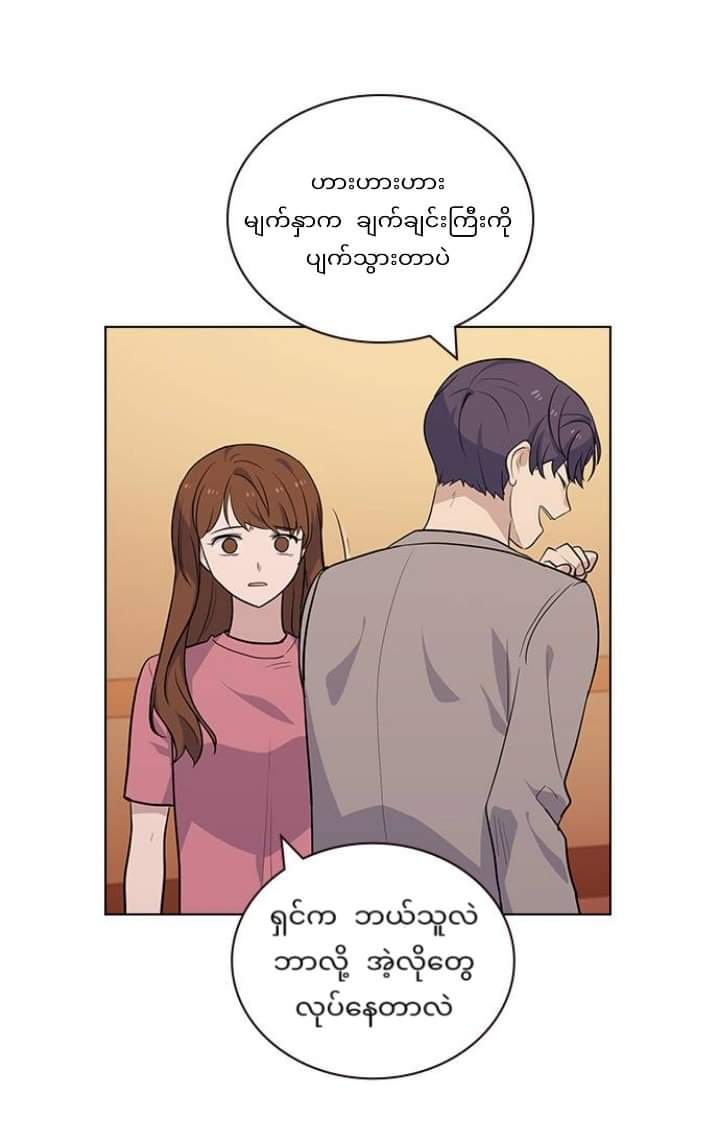 ဟားဟားဟား
မျက်နှာက ချက်ချင်းကြီးကို
ပျက်သွားတာပဲ
ရှင်က ဘယ်သူလဲ
ဘာလို့ အဲ့လိုတွေ
လုပ်နေတာလဲ